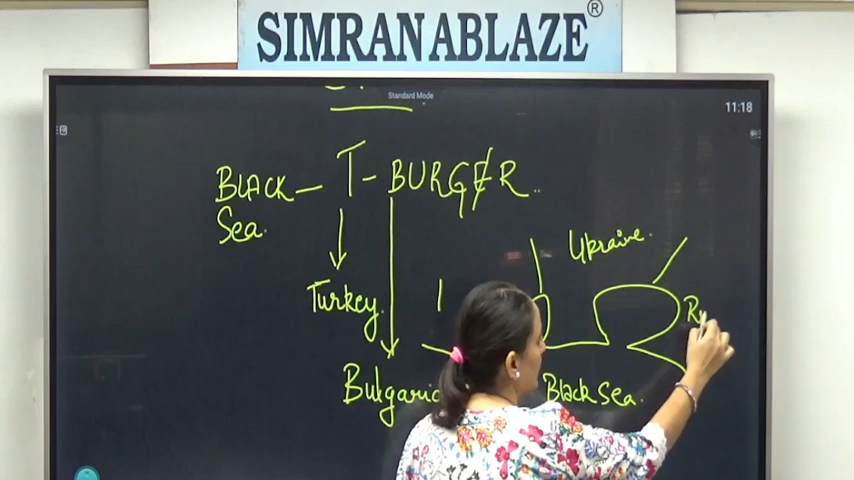 SIMRAN ABLAZE®
Standard Mode
11:18
BLACK — T - BURGER..
Sea.
Ukraine.
Turkey.
Bulgaria
Black Sea.